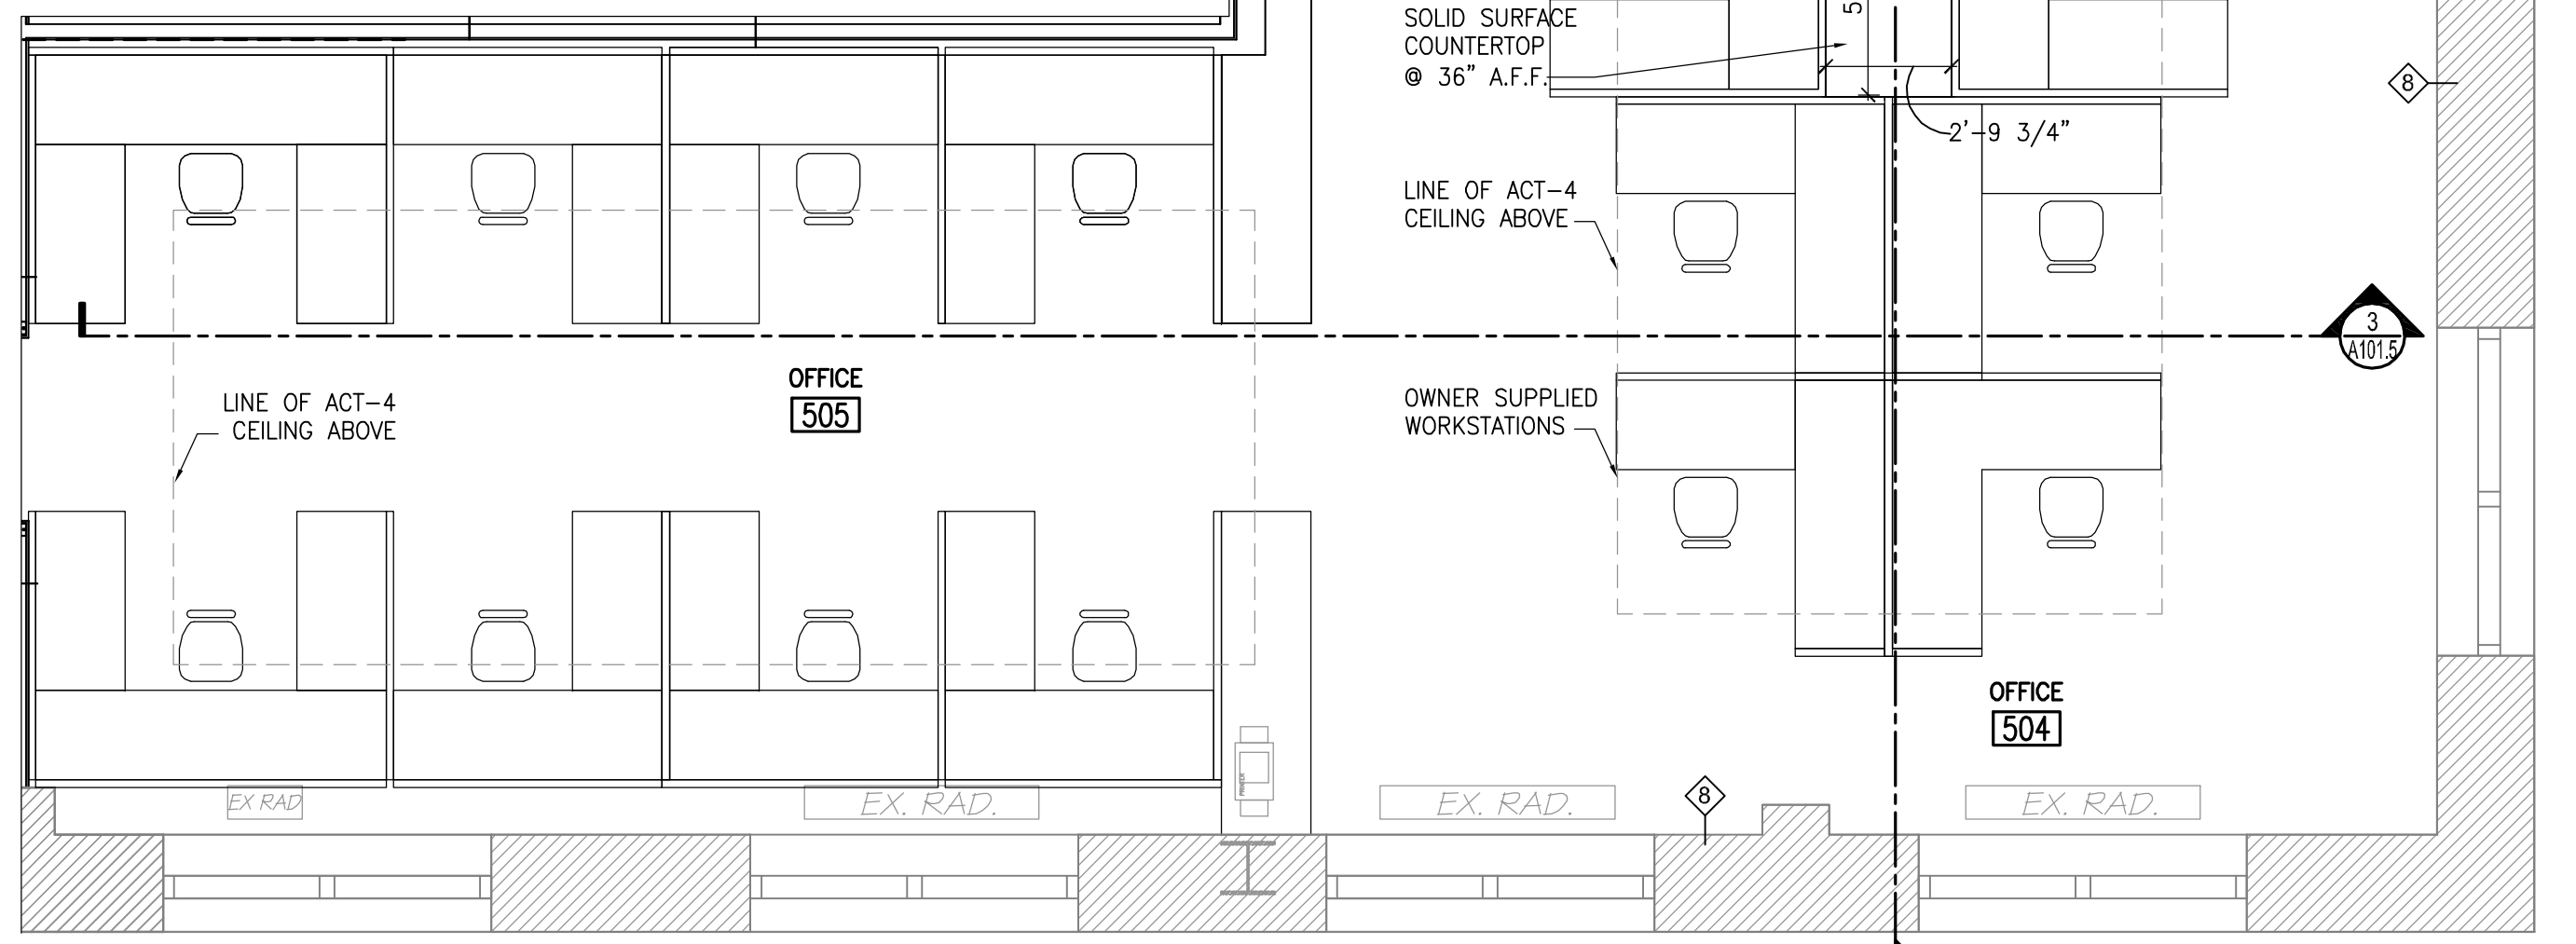 SOLID SURFACE
COUNTERTOP
@ 36" A.F.F.
5
2'-9 3/4"
8
LINE OF ACT-4
CEILING ABOVE
3
A101.5
OFFICE
505
LINE OF ACT-4
CEILING ABOVE
OWNER SUPPLIED
WORKSTATIONS
OFFICE
504
PRINTER
EX RAD
EX. RAD.
EX. RAD.
8
EX. RAD.